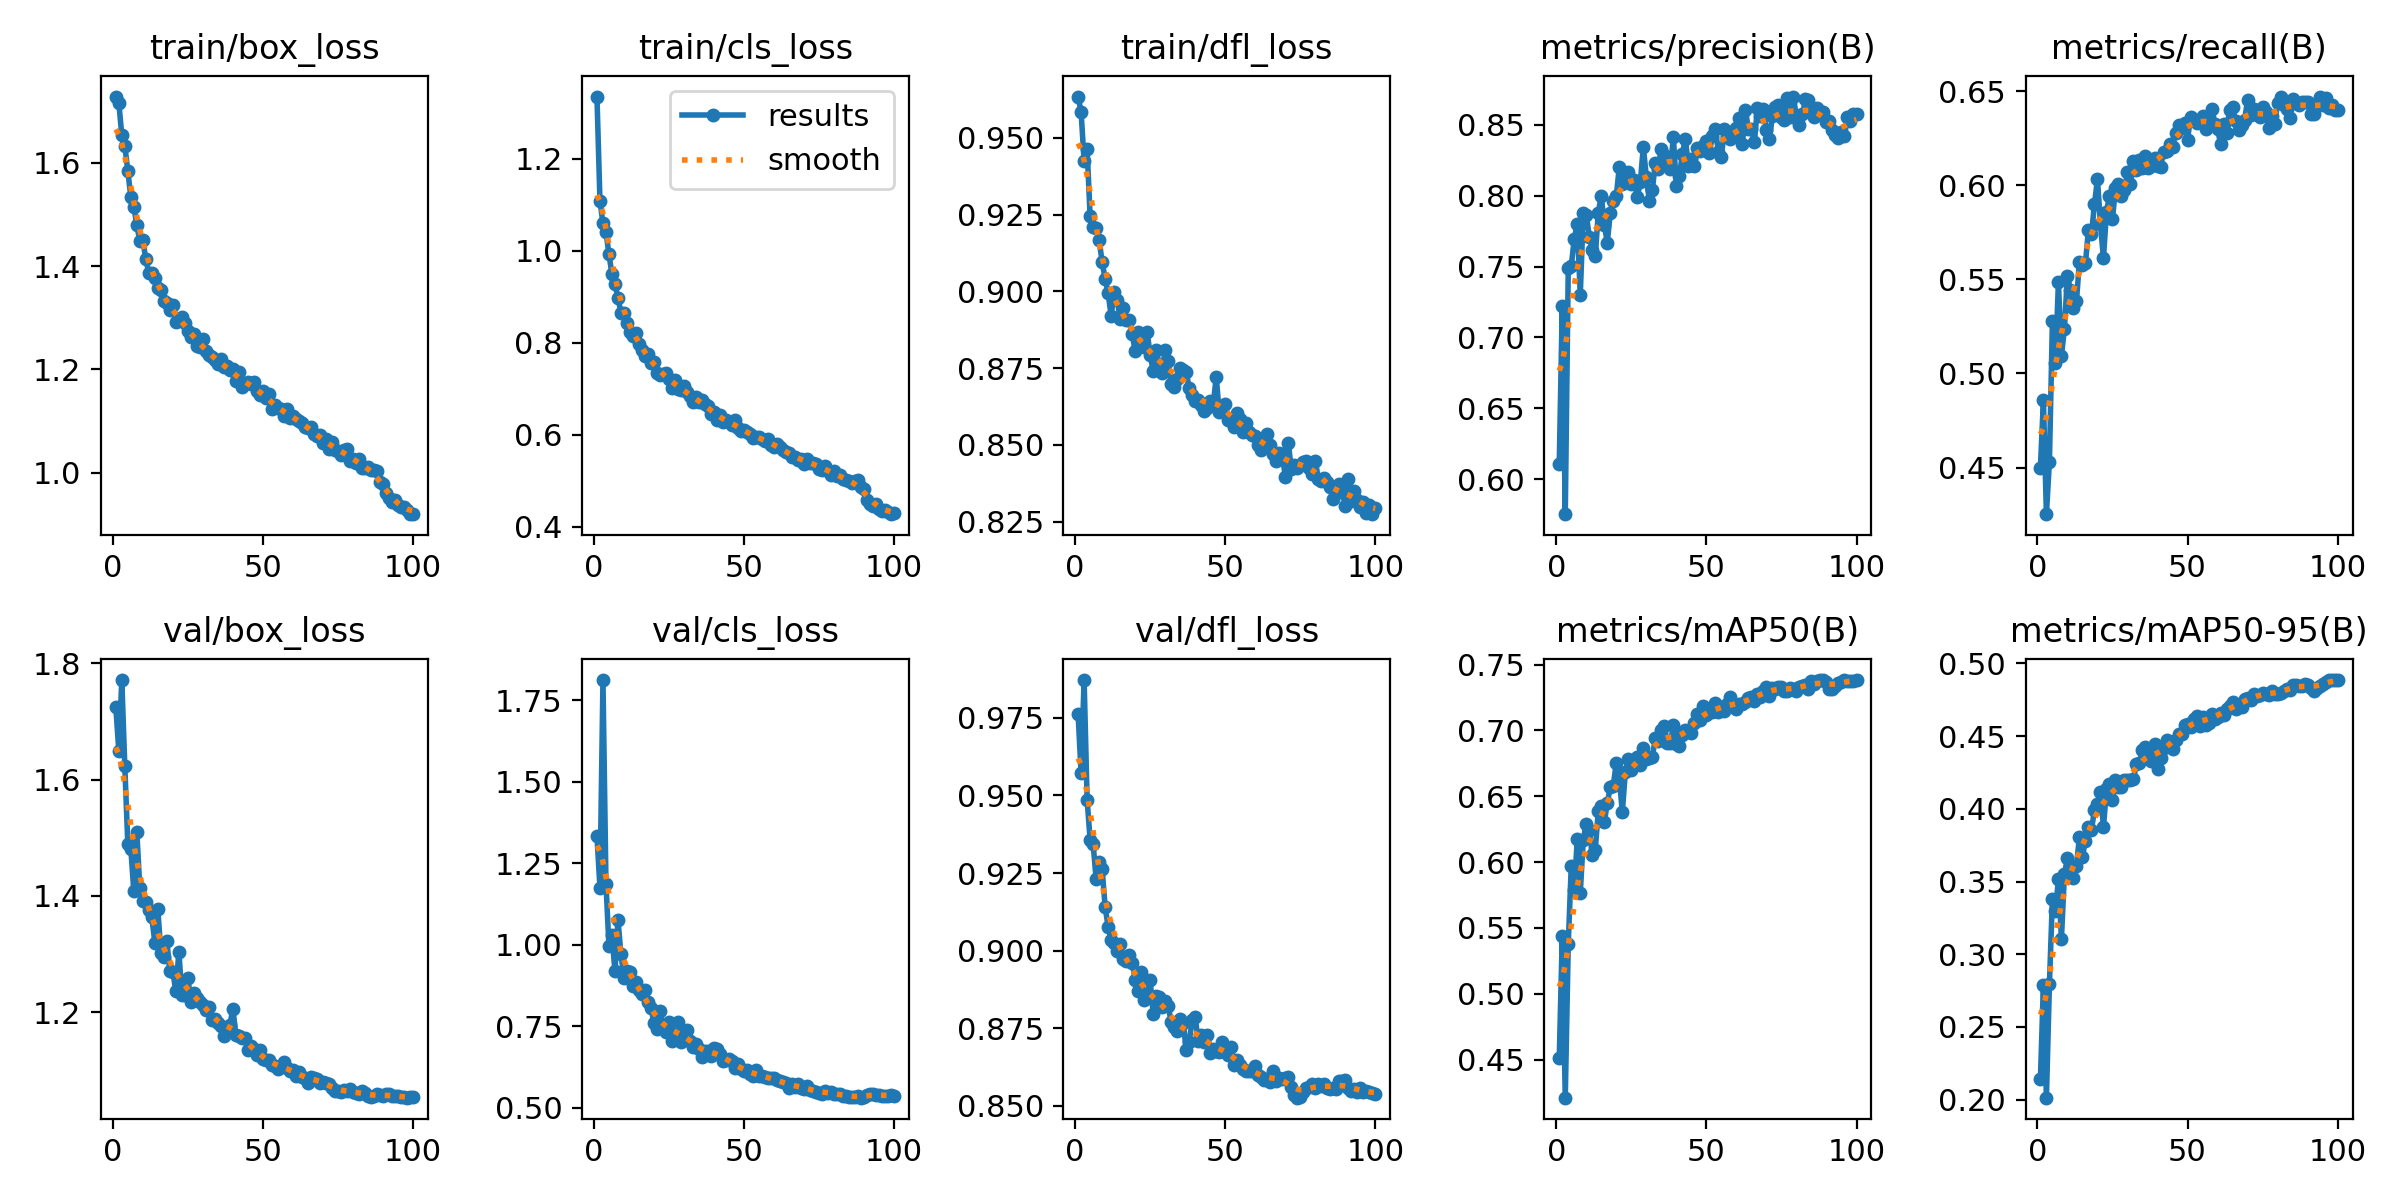 train/box_loss
1.6
1.4
1.2
1.0
0 50 100
train/cls_loss
results
smooth
1.2
1.0
0.8
0.6
0.4
0 50 100
train/dfl_loss
0.950
0.925
0.900
0.875
0.850
0.825
0 50 100
metrics/precision(B)
0.85
0.80
0.75
0.70
0.65
0.60
0 50 100
metrics/recall(B)
0.65
0.60
0.55
0.50
0.45
0 50 100
val/box_loss
1.8
1.6
1.4
1.2
0 50 100
val/cls_loss
1.75
1.50
1.25
1.00
0.75
0.50
0 50 100
val/dfl_loss
0.975
0.950
0.925
0.900
0.875
0.850
0 50 100
metrics/mAP50(B)
0.75
0.70
0.65
0.60
0.55
0.50
0.45
0 50 100
metrics/mAP50-95(B)
0.50
0.45
0.40
0.35
0.30
0.25
0.20
0 50 100